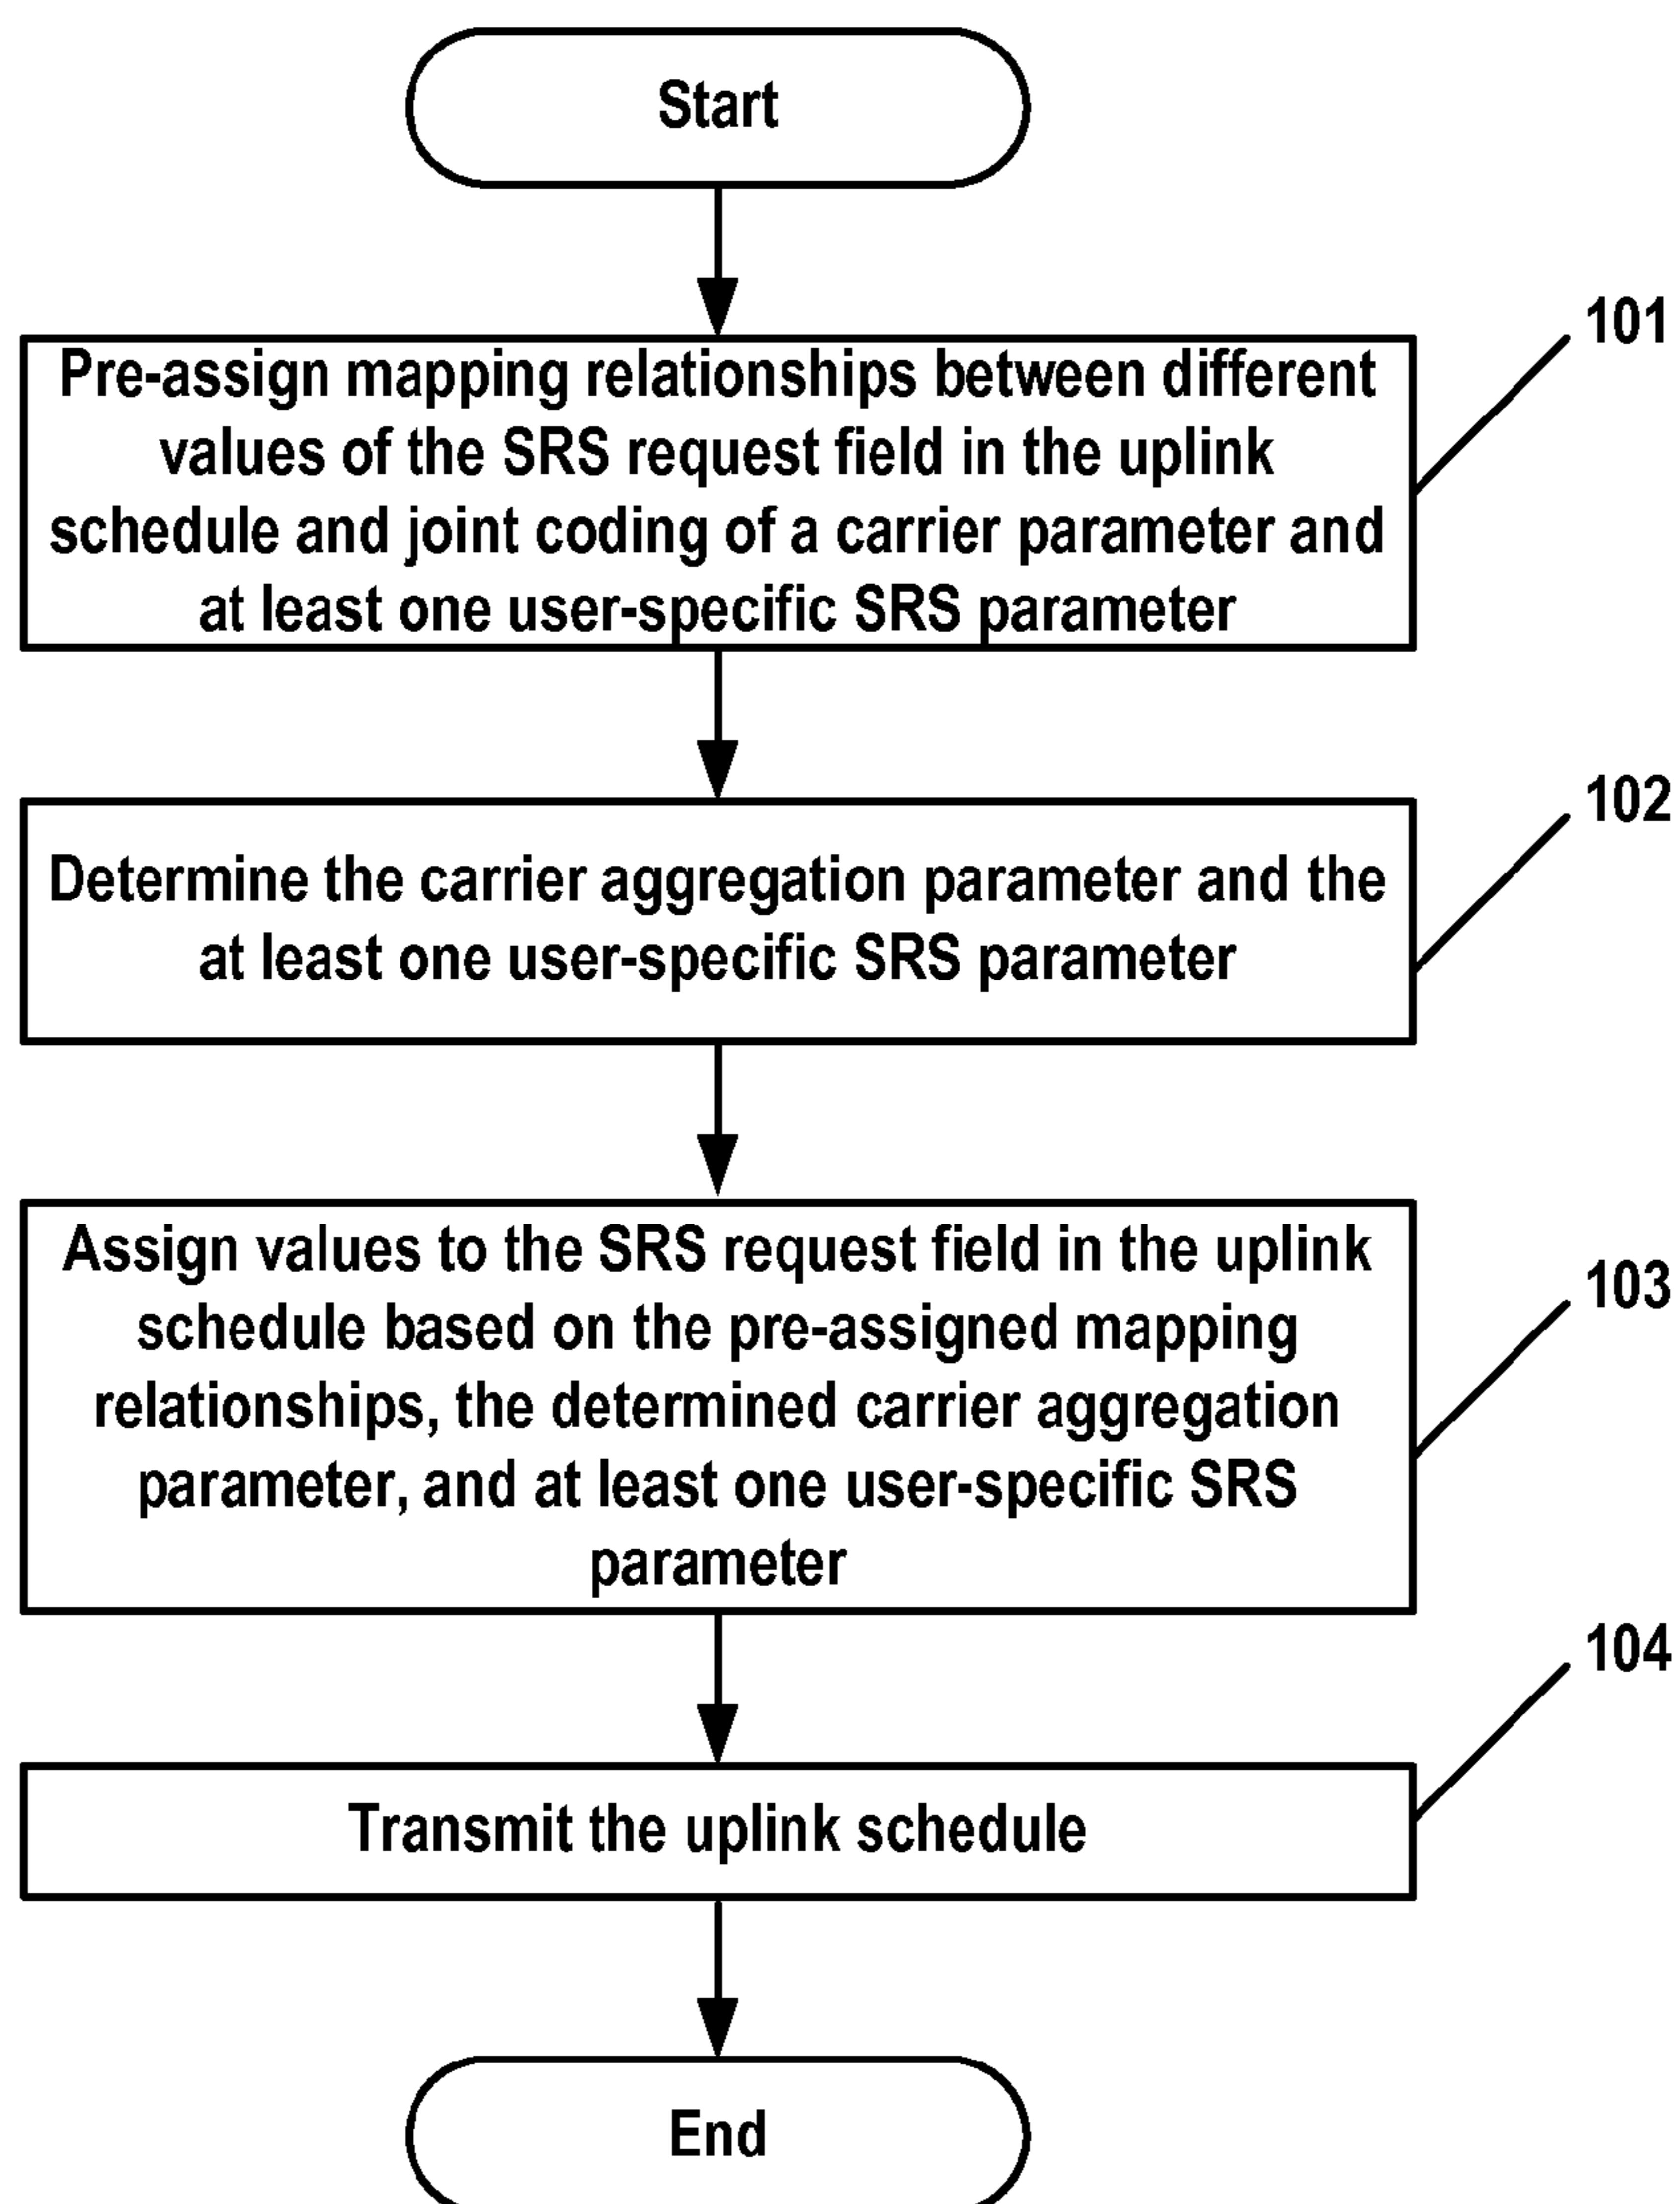 Start
101
Pre-assign mapping relationships between different
values of the SRS request field in the uplink
schedule and joint coding of a carrier parameter and
at least one user-specific SRS parameter
102
Determine the carrier aggregation parameter and the
at least one user-specific SRS parameter
103
Assign values to the SRS request field in the uplink
schedule based on the pre-assigned mapping
relationships, the determined carrier aggregation
parameter, and at least one user-specific SRS
parameter
104
Transmit the uplink schedule
End